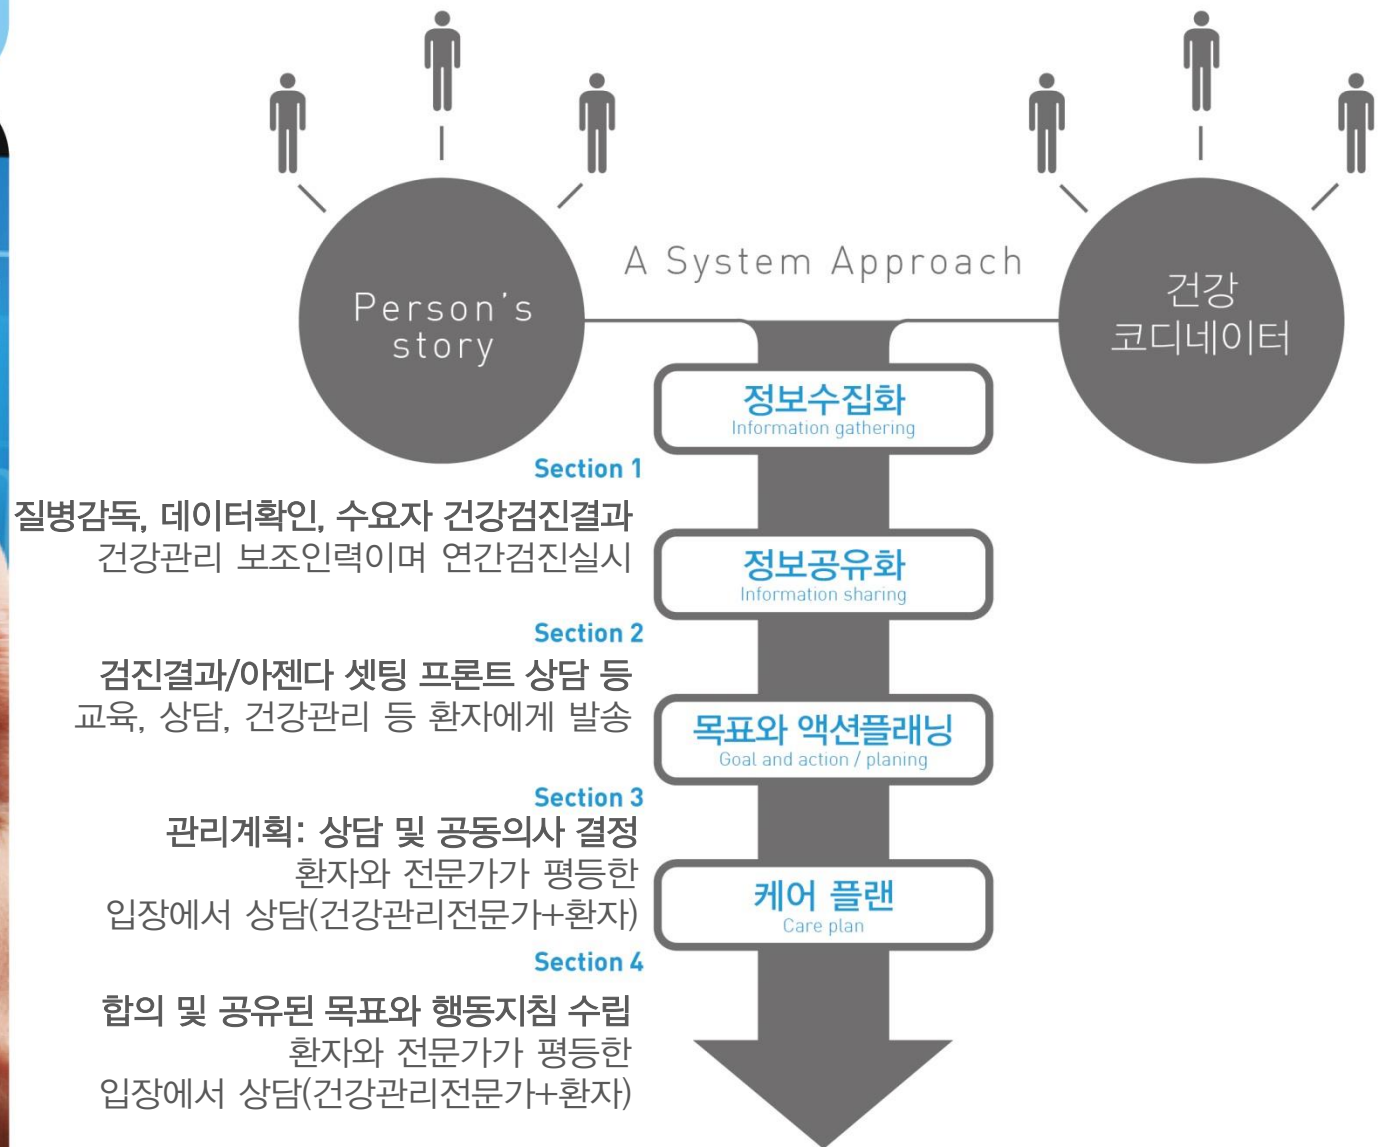 A System Approach
Person's
story
건강
코디네이터
정보수집화
Information gathering
Section 1
질병감독, 데이터확인, 수요자 건강검진결과
건강관리 보조인력이며 연간검진실시
정보공유화
Information sharing
Section 2
검진결과/아젠다 셋팅 프론트 상담 등
교육, 상담, 건강관리 등 환자에게 발송
목표와 액션플래닝
Goal and action / planing
Section 3
관리계획: 상담 및 공동의사 결정
환자와 전문가가 평등한
입장에서 상담(건강관리전문가+환자)
케어 플랜
Care plan
Section 4
합의 및 공유된 목표와 행동지침 수립
환자와 전문가가 평등한
입장에서 상담(건강관리전문가+환자)